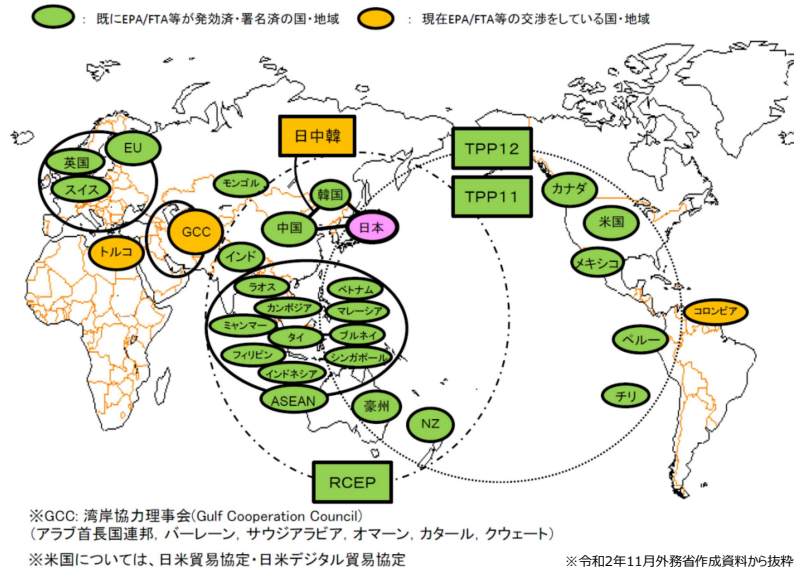 ： 既にEPA/FTA等が発効済・署名済の国・地域
： 現在EPA/FTA等の交渉をしている国・地域
日中韓
TPP12
TPP11
EU
英国
スイス
モンゴル
韓国
中国
日本
カナダ
米国
メキシコ
GCC
トルコ
インド
ラオス
ベトナム
カンボジア
マレーシア
ミャンマー
タイ
ブルネイ
フィリピン
シンガポール
インドネシア
ASEAN
豪州
NZ
コロンビア
ペルー
チリ
RCEP
※GCC: 湾岸協力理事会(Gulf Cooperation Council)
(アラブ首長国連邦, バーレーン, サウジアラビア, オマーン, カタール, クウェート)
※米国については、日米貿易協定・日米デジタル貿易協定
※令和2年11月外務省作成資料から抜粋